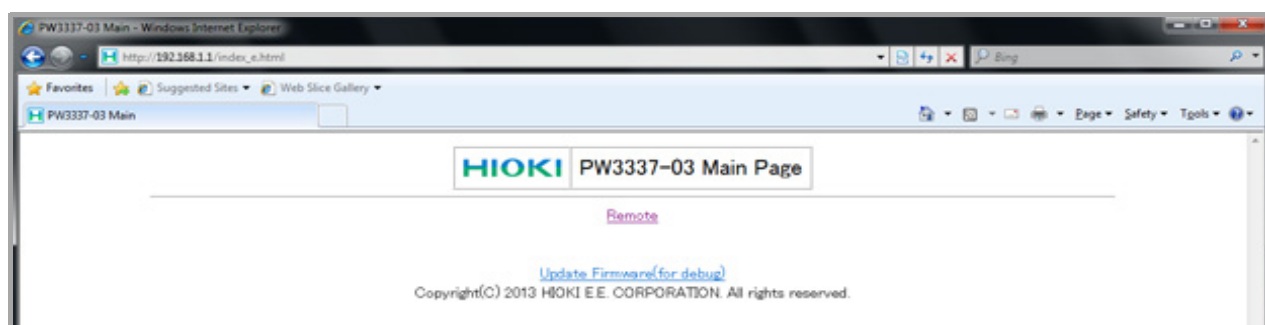 PW3337-03 Main - Windows Internet Explorer
http://192.168.1.1/index_e.html Bing
Favorites Suggested Sites Web Slice Gallery
PW3337-03 Main Page Safety Tools
HIOKI PW3337-03 Main Page
Remote
Update Firmware(for debug)
Copyright(C) 2013 HIOKI E.E. CORPORATION. All rights reserved.